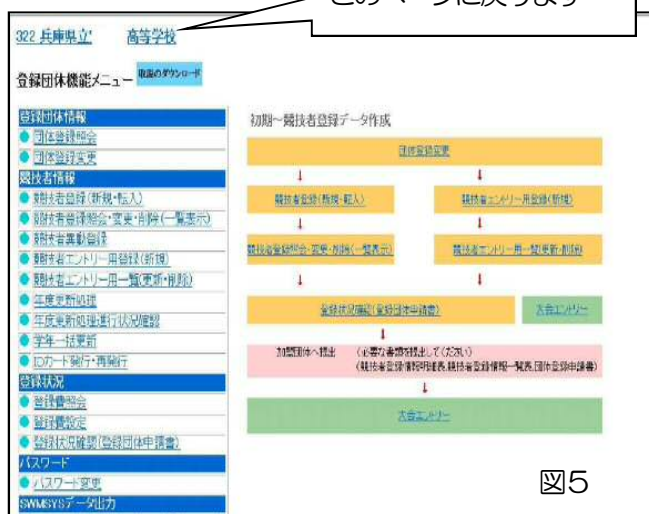 このページに戻ります
322 兵庫県立 高等学校
登録団体機能メニュー 取説のダウンロード
登録団体情報
団体登録照会
団体登録変更
競技者情報
競技者登録(新規・転入)
競技者登録照会・変更・削除(一覧表示)
競技者異動登録
競技者エントリー用登録(新規)
競技者エントリー用一覧(更新・削除)
年度更新処理
年度更新処理進行状況確認
学年一括更新
IDカード発行・再発行
登録状況
登録費照会
登録費設定
登録状況確認(登録団体申請書)
パスワード
パスワード変更
SWMSYSデータ出力
初期～競技者登録データ作成
団体登録変更
競技者登録(新規・転入) 競技者エントリー用登録(新規)
競技者登録照会・変更・削除(一覧表示) 競技者エントリー用一覧(更新・削除)
登録状況確認(登録団体申請書) 大会エントリー
加盟団体へ提出 (必要な書類を提出してください)
(競技者登録情報明細表、競技者登録情報一覧表、団体登録申請書)
大会エントリー
図5